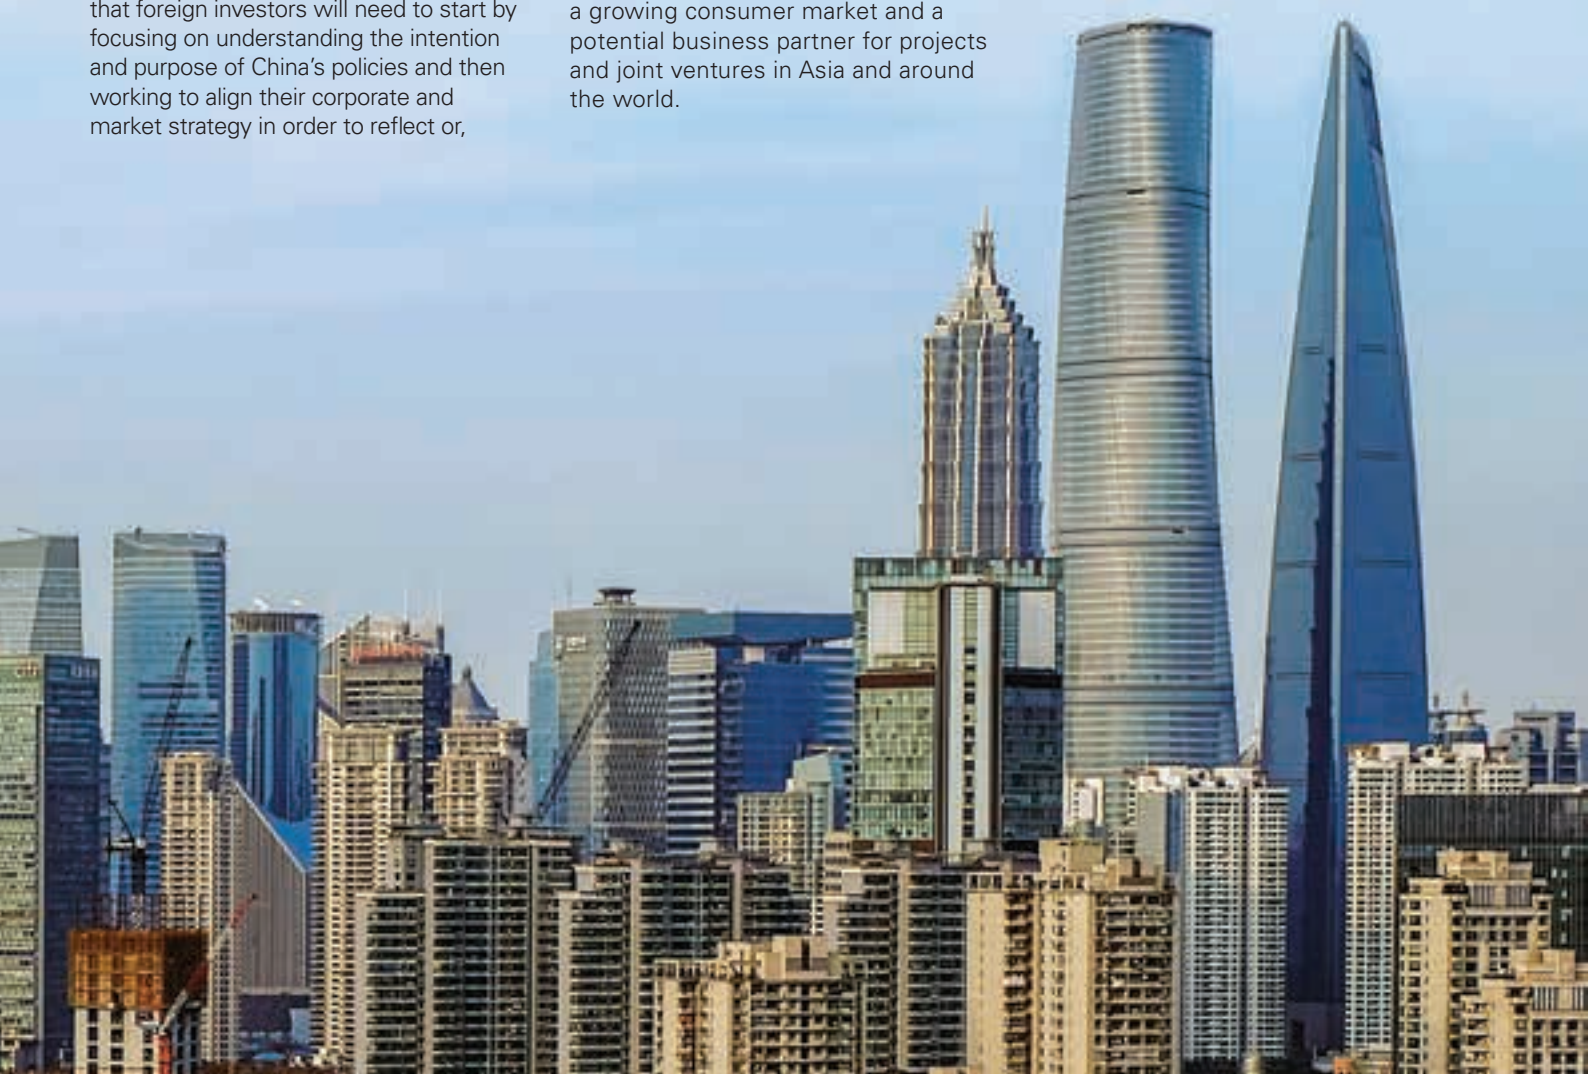 that foreign investors will need to start by
focusing on understanding the intention
and purpose of China’s policies and then
working to align their corporate and
market strategy in order to reflect or,
a growing consumer market and a
potential business partner for projects
and joint ventures in Asia and around
the world.